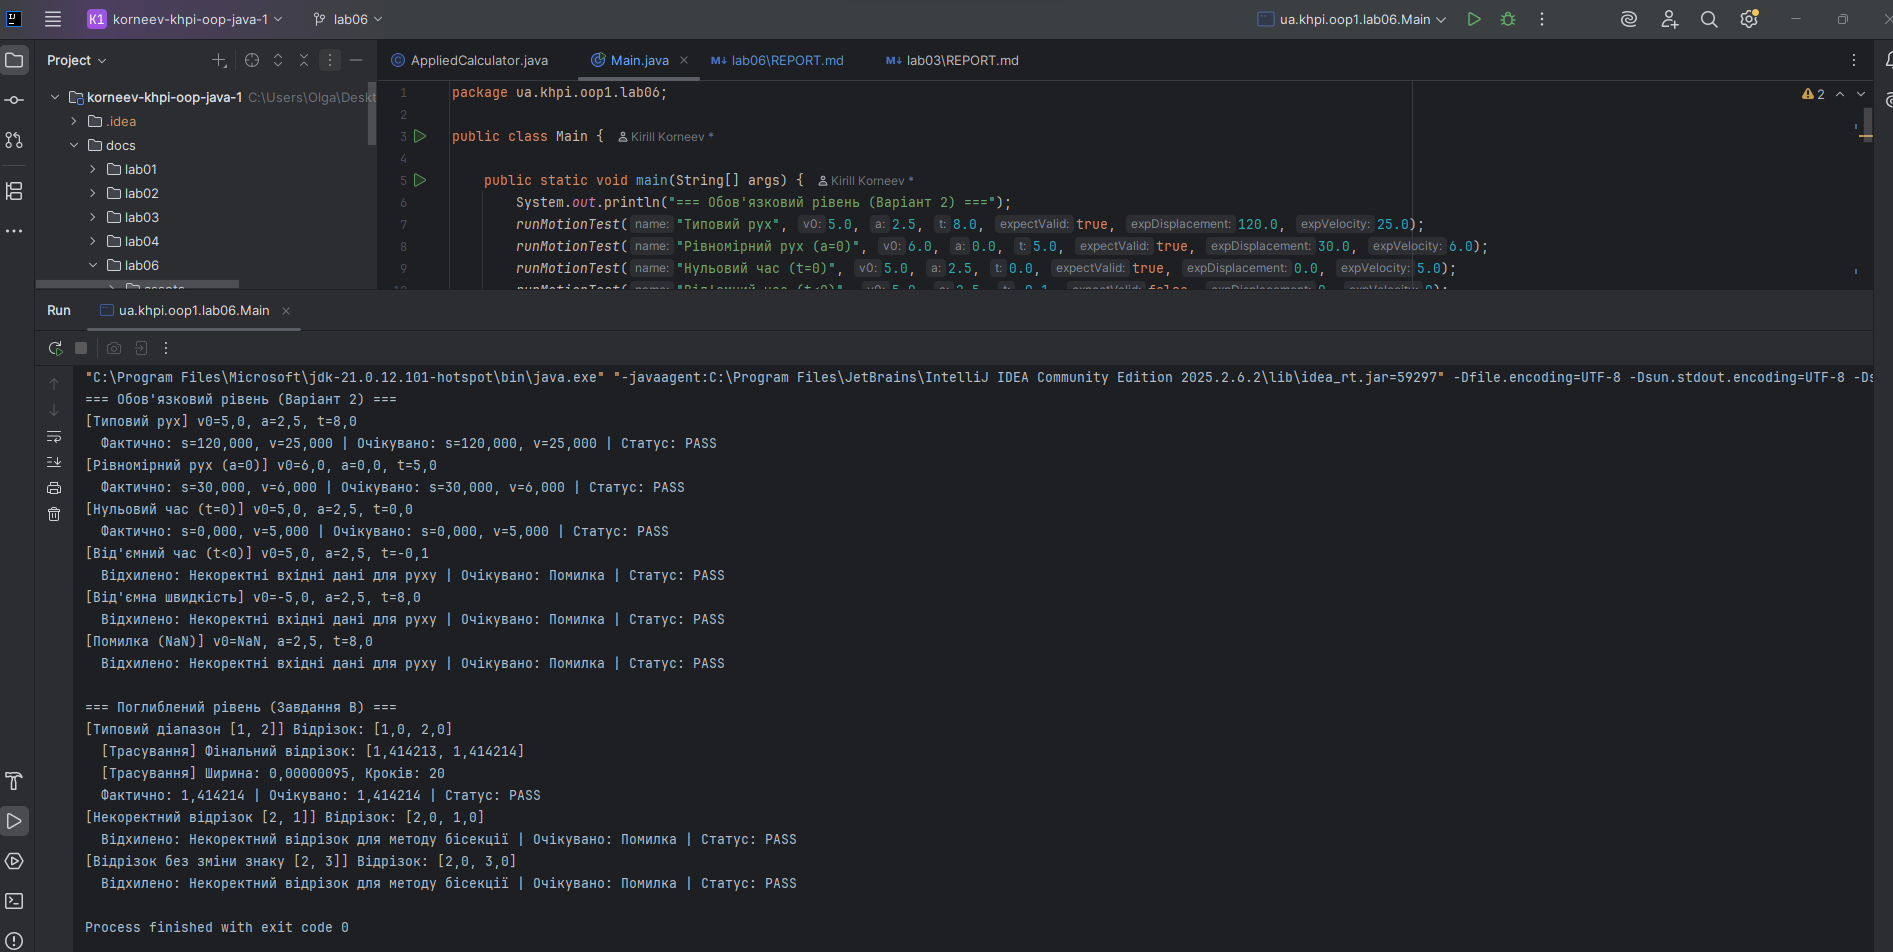 K1 korneev-khpi-oop-java-1 lab06 ua.khpi.oop1.lab06.Main
Project
AppliedCalculator.java Main.java M↓ lab06\REPORT.md M↓ lab03\REPORT.md
korneev-khpi-oop-java-1 C:\Users\Olga\Deskt
.idea
docs
lab01
lab02
lab03
lab04
lab06
assets
2
1 package ua.khpi.oop1.lab06;
2
3 public class Main { Kirill Korneev *
4
5 public static void main(String[] args) { Kirill Korneev *
6 System.out.println("=== Обов'язковий рівень (Варіант 2) ===");
7 runMotionTest( name: "Типовий рух", v0: 5.0, a: 2.5, t: 8.0, expectValid: true, expDisplacement: 120.0, expVelocity: 25.0);
8 runMotionTest( name: "Рівномірний рух (a=0)", v0: 6.0, a: 0.0, t: 5.0, expectValid: true, expDisplacement: 30.0, expVelocity: 6.0);
9 runMotionTest( name: "Нульовий час (t=0)", v0: 5.0, a: 2.5, t: 0.0, expectValid: true, expDisplacement: 0.0, expVelocity: 5.0);
Run ua.khpi.oop1.lab06.Main
"C:\Program Files\Microsoft\jdk-21.0.12.101-hotspot\bin\java.exe" "-javaagent:C:\Program Files\JetBrains\IntelliJ IDEA Community Edition 2025.2.6.2\lib\idea_rt.jar=59297" -Dfile.encoding=UTF-8 -Dsun.stdout.encoding=UTF-8 -Ds
=== Обов'язковий рівень (Варіант 2) ===
[Типовий рух] v0=5,0, a=2,5, t=8,0
Фактично: s=120,000, v=25,000 | Очікувано: s=120,000, v=25,000 | Статус: PASS
[Рівномірний рух (a=0)] v0=6,0, a=0,0, t=5,0
Фактично: s=30,000, v=6,000 | Очікувано: s=30,000, v=6,000 | Статус: PASS
[Нульовий час (t=0)] v0=5,0, a=2,5, t=0,0
Фактично: s=0,000, v=5,000 | Очікувано: s=0,000, v=5,000 | Статус: PASS
[Від'ємний час (t<0)] v0=5,0, a=2,5, t=-0,1
Відхилено: Некоректні вхідні дані для руху | Очікувано: Помилка | Статус: PASS
[Від'ємна швидкість] v0=-5,0, a=2,5, t=8,0
Відхилено: Некоректні вхідні дані для руху | Очікувано: Помилка | Статус: PASS
[Помилка (NaN)] v0=NaN, a=2,5, t=8,0
Відхилено: Некоректні вхідні дані для руху | Очікувано: Помилка | Статус: PASS
=== Поглиблений рівень (Завдання B) ===
[Типовий діапазон [1, 2]] Відрізок: [1,0, 2,0]
[Трасування] Фінальний відрізок: [1,414213, 1,414214]
[Трасування] Ширина: 0,00000095, Кроків: 20
Фактично: 1,414214 | Очікувано: 1,414214 | Статус: PASS
[Некоректний відрізок [2, 1]] Відрізок: [2,0, 1,0]
Відхилено: Некоректний відрізок для методу бісекції | Очікувано: Помилка | Статус: PASS
[Відрізок без зміни знаку [2, 3]] Відрізок: [2,0, 3,0]
Відхилено: Некоректний відрізок для методу бісекції | Очікувано: Помилка | Статус: PASS
Process finished with exit code 0